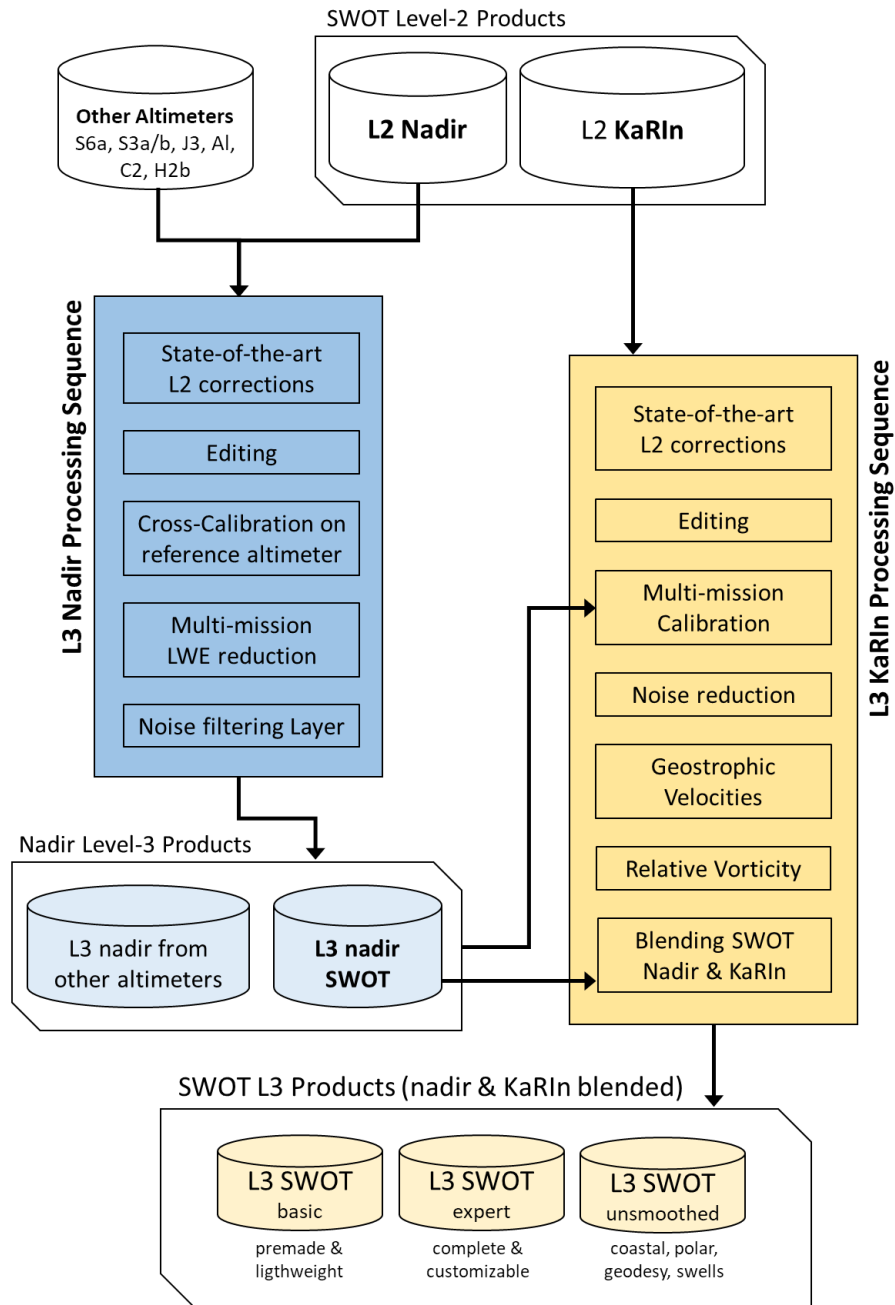 SWOT Level-2 Products
Other Altimeters
S6a, S3a/b, J3, Al,
C2, H2b
L2 Nadir
L2 KaRIn
L3 Nadir Processing Sequence
State-of-the-art
L2 corrections
Editing
Cross-Calibration on
reference altimeter
Multi-mission
LWE reduction
Noise filtering Layer
L3 KaRIn Processing Sequence
State-of-the-art
L2 corrections
Editing
Multi-mission
Calibration
Noise reduction
Geostrophic
Velocities
Relative Vorticity
Blending SWOT
Nadir & KaRIn
Nadir Level-3 Products
L3 nadir from
other altimeters
L3 nadir
SWOT
SWOT L3 Products (nadir & KaRIn blended)
L3 SWOT
basic
premade &
ligthweight
L3 SWOT
expert
complete &
customizable
L3 SWOT
unsmoothed
coastal, polar,
geodesy, swells